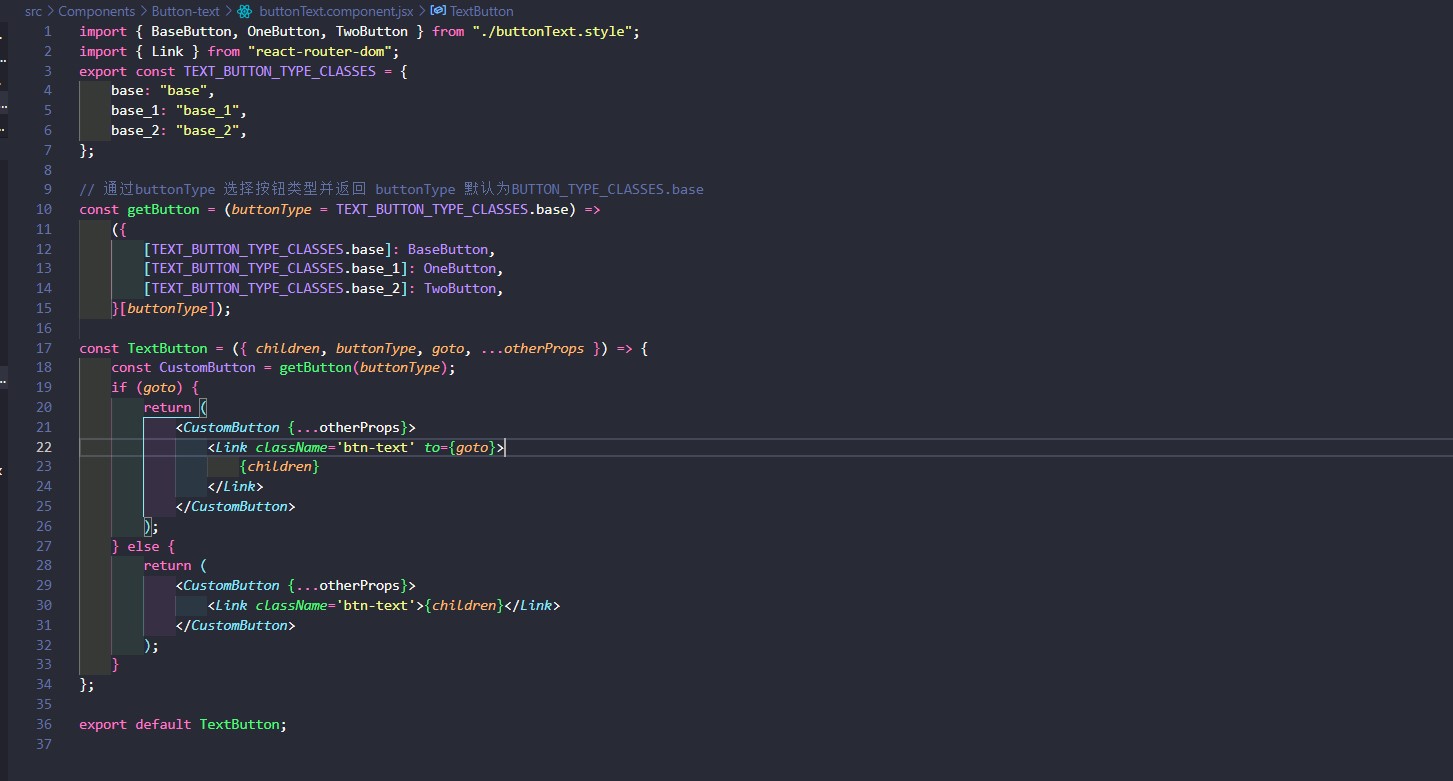 src > Components > Button-text > buttonText.component.jsx > TextButton
1 import { BaseButton, OneButton, TwoButton } from "./buttonText.style";
2 import { Link } from "react-router-dom";
3 export const TEXT_BUTTON_TYPE_CLASSES = {
4     base: "base",
5     base_1: "base_1",
6     base_2: "base_2",
7 };
8
9 // 通过buttonType 选择按钮类型并返回 buttonType 默认为BUTTON_TYPE_CLASSES.base
10 const getButton = (buttonType = TEXT_BUTTON_TYPE_CLASSES.base) =>
11     ({
12         [TEXT_BUTTON_TYPE_CLASSES.base]: BaseButton,
13         [TEXT_BUTTON_TYPE_CLASSES.base_1]: OneButton,
14         [TEXT_BUTTON_TYPE_CLASSES.base_2]: TwoButton,
15     }[buttonType]);
16
17 const TextButton = ({ children, buttonType, goto, ...otherProps }) => {
18     const CustomButton = getButton(buttonType);
19     if (goto) {
20         return (
21             <CustomButton {...otherProps}>
22                 <Link className='btn-text' to={goto}>
23                     {children}
24                 </Link>
25             </CustomButton>
26         );
27     } else {
28         return (
29             <CustomButton {...otherProps}>
30                 <Link className='btn-text'>{children}</Link>
31             </CustomButton>
32         );
33     }
34 };
35
36 export default TextButton;
37